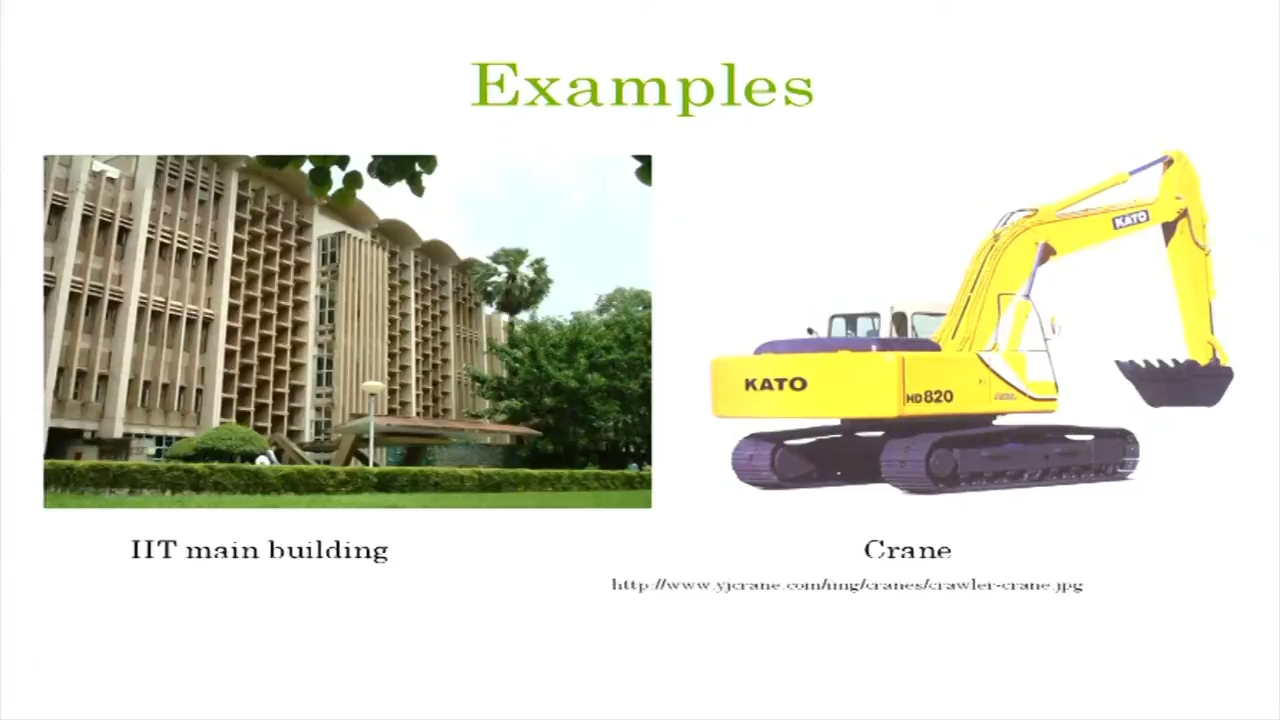 Examples
KATO
KATO
HD820
IIT main building
Crane
http://www.yjcrane.com/img/cranes/crawler-crane.jpg